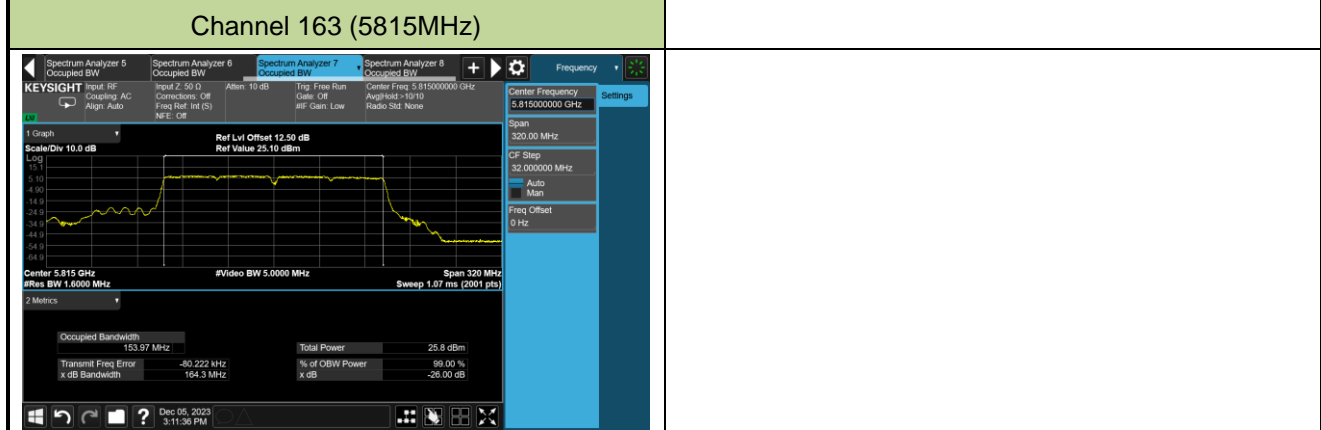 Channel 163 (5815MHz)
Spectrum Analyzer 5
Occupied BW
Spectrum Analyzer 6
Occupied BW
Spectrum Analyzer 7
Occupied BW
Spectrum Analyzer 8
Occupied BW
+
Frequency
KEYSIGHT
Input: RF
Coupling: AC
Align: Auto
Input Z: 50 Ω
Corrections: Off
Freq Ref: Int (S)
NFE: Off
Atten: 10 dB
Trig: Free Run
Gate: Off
#IF Gain: Low
Center Freq: 5.815000000 GHz
Avg|Hold:>10/10
Radio Std: None
LXI
Center Frequency
5.815000000 GHz
Settings
Span
320.00 MHz
CF Step
32.000000 MHz
Auto
Man
Freq Offset
0 Hz
1 Graph
Scale/Div 10.0 dB
Ref Lvl Offset 12.50 dB
Ref Value 25.10 dBm
Log
15.1
5.10
-4.90
-14.9
-24.9
-34.9
-44.9
-54.9
-64.9
Center 5.815 GHz
#Video BW 5.0000 MHz
Span 320 MHz
#Res BW 1.6000 MHz
Sweep 1.07 ms (2001 pts)
2 Metrics
Occupied Bandwidth
153.97 MHz
Total Power 25.8 dBm
Transmit Freq Error -80.222 kHz
% of OBW Power 99.00 %
x dB Bandwidth 164.3 MHz
x dB -26.00 dB
?
Dec 05, 2023
3:11:36 PM